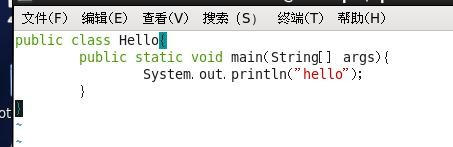 文件(F) 编辑(E) 查看(V) 搜索 (S) 终端(T) 帮助(H)
public class Hello{
public static void main(String[] args){
System.out.println("hello");
}
}
~
~